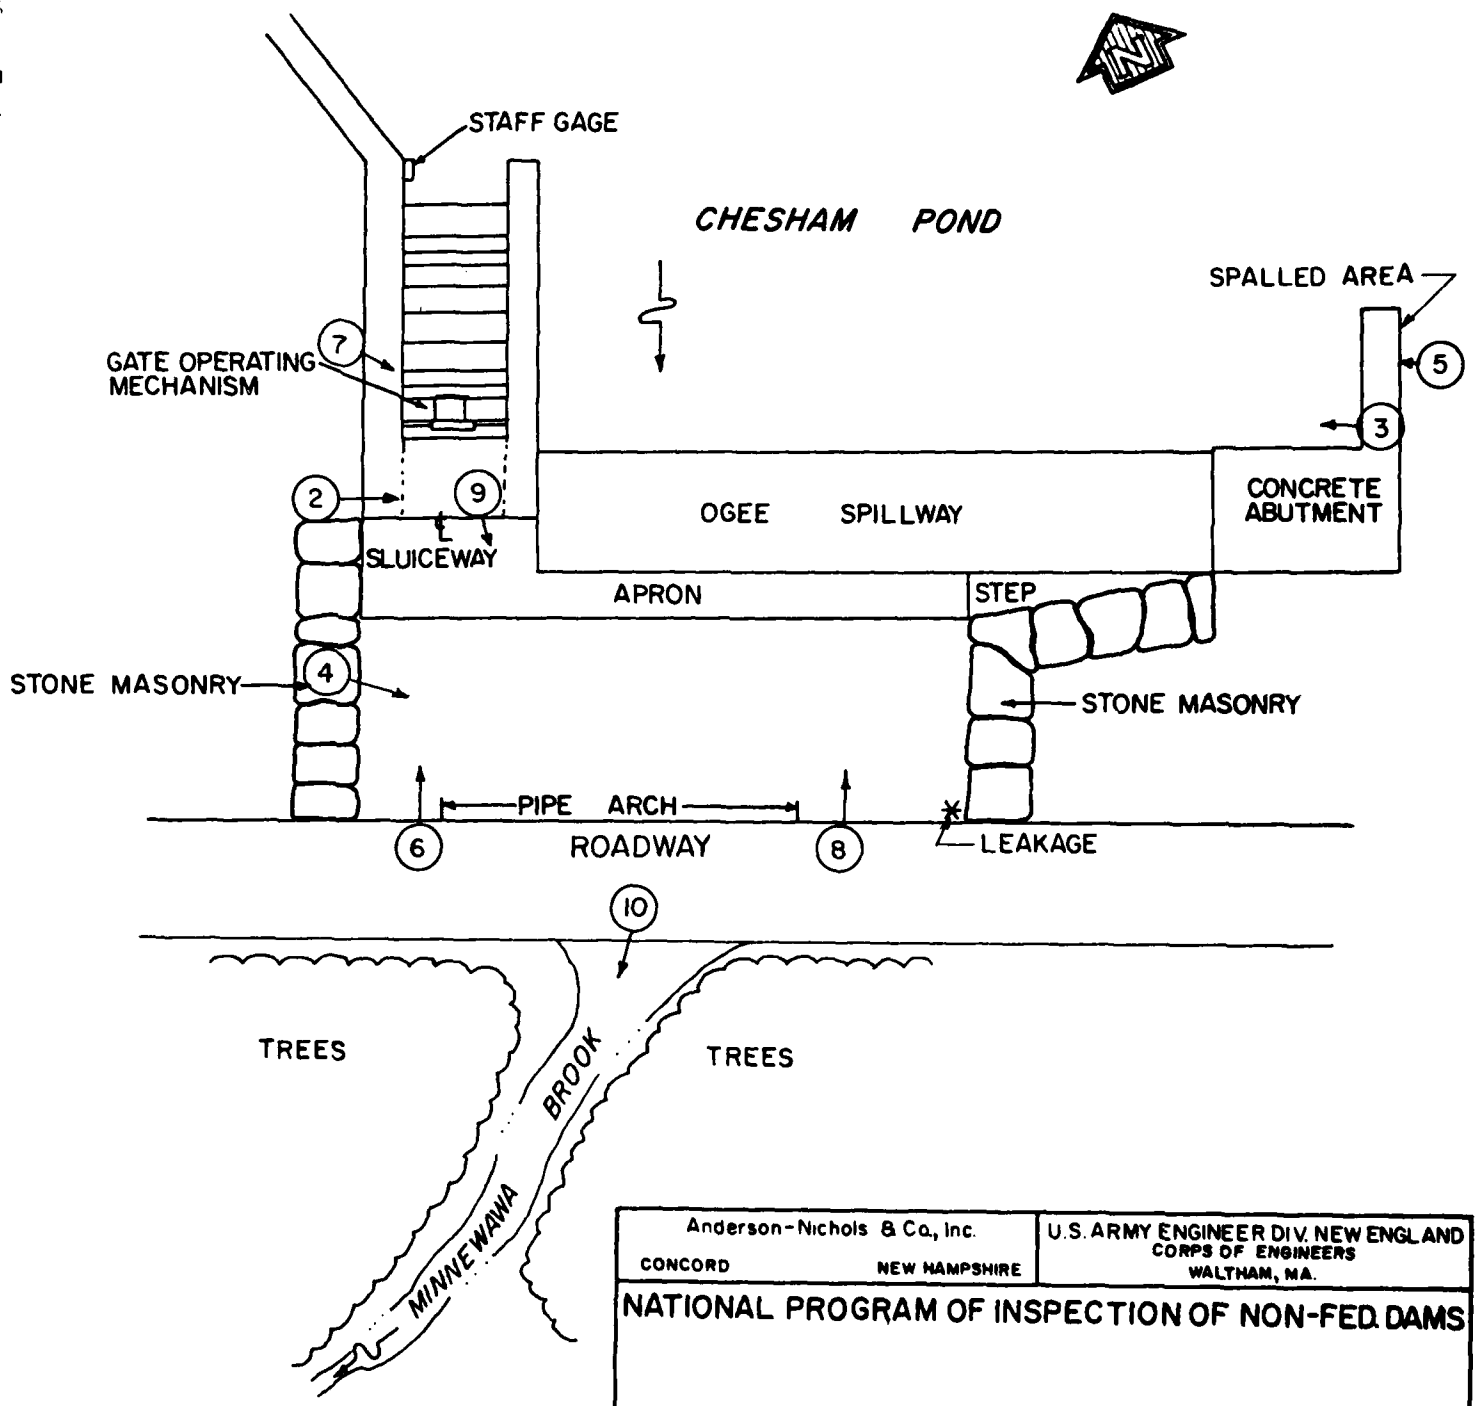 N
STAFF GAGE
CHESHAM POND
SPALLED AREA
7
GATE OPERATING
MECHANISM
5
3
2
9
OGEE SPILLWAY
CONCRETE
ABUTMENT
℄
SLUICEWAY
APRON
STEP
4
STONE MASONRY
STONE MASONRY
PIPE ARCH
6
ROADWAY
8
LEAKAGE
10
TREES
TREES
MINNEWAWA BROOK
Anderson-Nichols & Co., Inc.
CONCORD NEW HAMPSHIRE
U.S. ARMY ENGINEER DIV. NEW ENGLAND
CORPS OF ENGINEERS
WALTHAM, MA.
NATIONAL PROGRAM OF INSPECTION OF NON-FED. DAMS